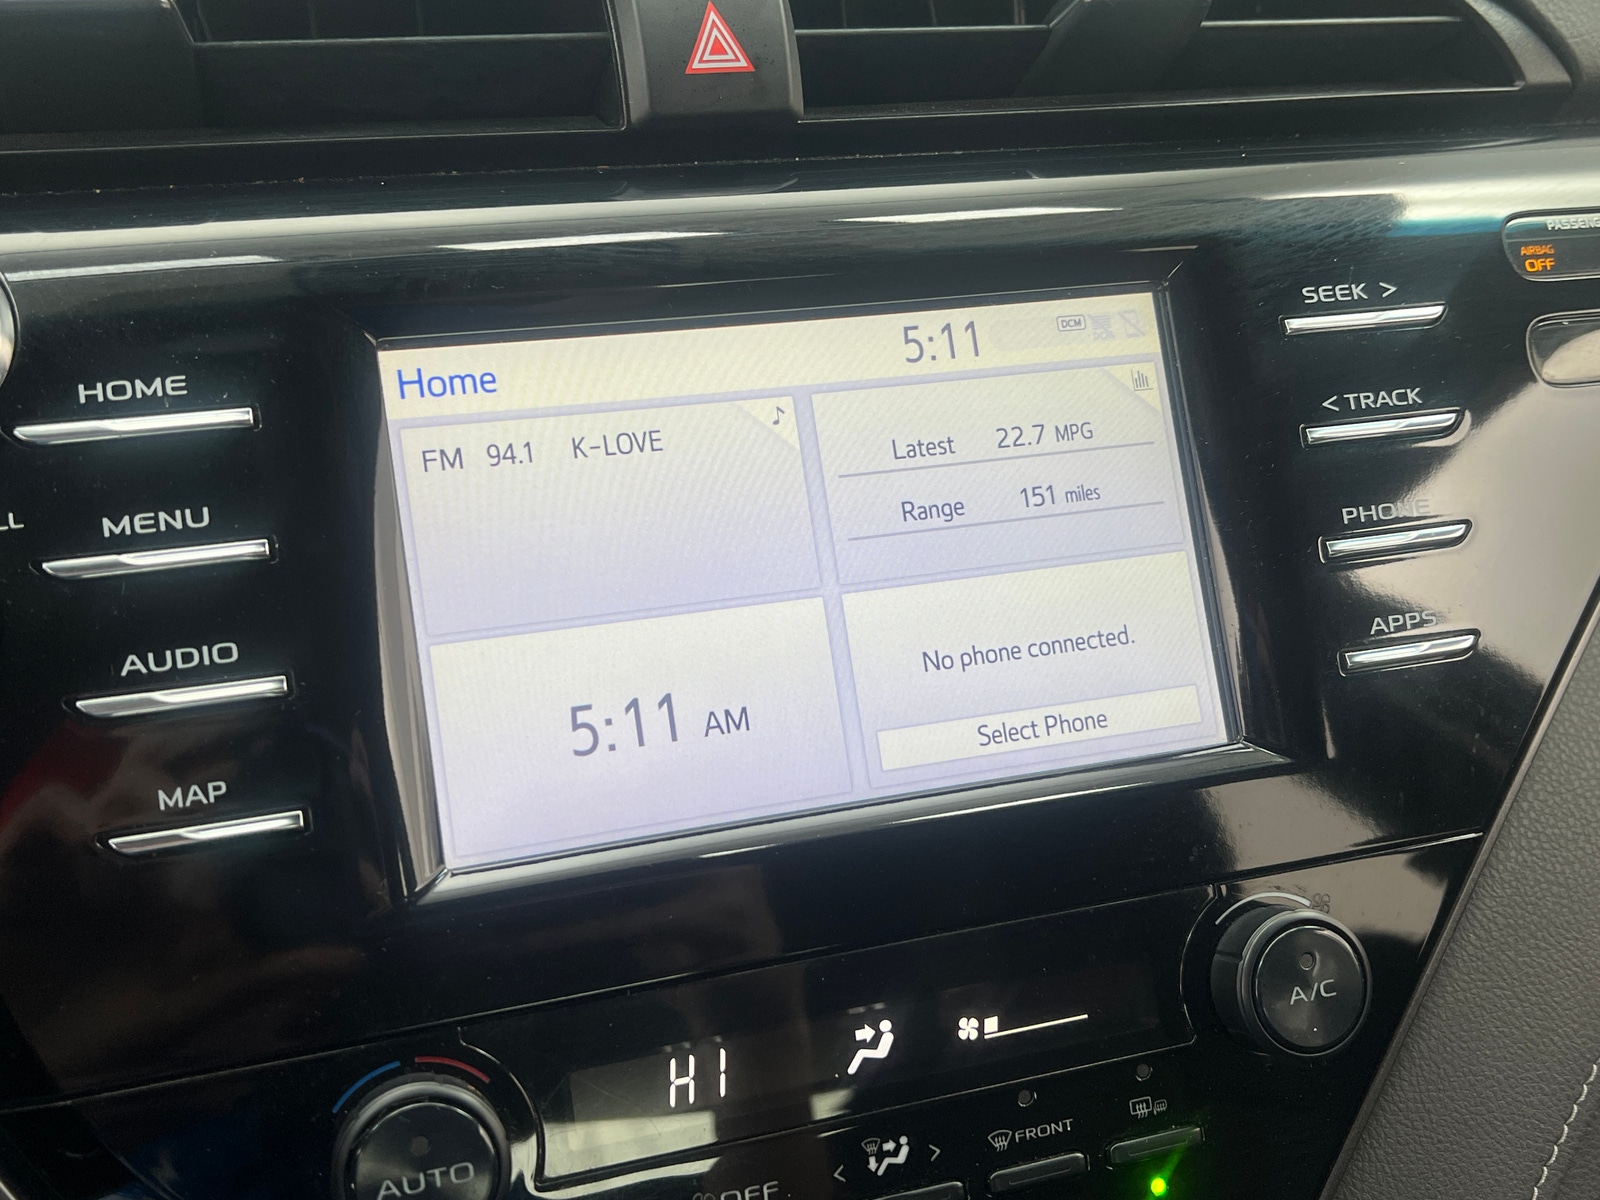 PASSENG
AIRBAG
OFF
SEEK >
5:11
DCM
Home
HOME
< TRACK
FM 94.1 K-LOVE
Latest 22.7 MPG
Range 151 miles
LL
MENU
PHONE
AUDIO
APPS
No phone connected.
Select Phone
5:11 AM
MAP
A/C
HI
FRONT
< >
AUTO
OFF